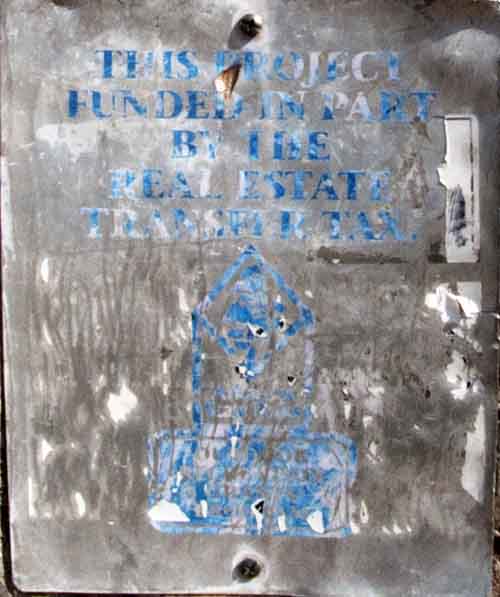 THIS PROJECT
FUNDED IN PART
BY THE
REAL ESTATE
TRANSFER TAX.